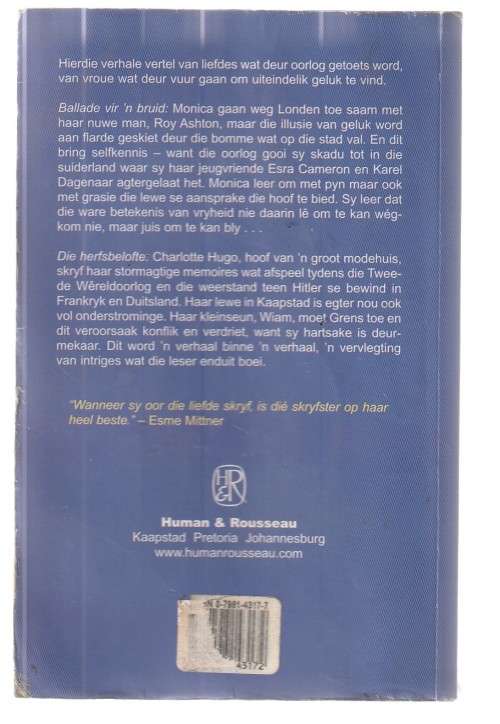 Hierdie verhale vertel van liefdes wat deur oorlog getoets word,
van vroue wat deur vuur gaan om uiteindelik geluk te vind.
Ballade vir 'n bruid: Monica gaan weg Londen toe saam met
haar nuwe man, Roy Ashton, maar die illusie van geluk word
aan flarde geskiet deur die bomme wat op die stad val. En dit
bring selfkennis – want die oorlog gooi sy skadu tot in die
suiderland waar sy haar jeugvriende Esra Cameron en Karel
Dagenaar agtergelaat het. Monica leer om met pyn maar ook
met grasie die lewe se aansprake die hoof te bied. Sy leer dat
die ware betekenis van vryheid nie daarin lê om te kan wég-
kom nie, maar juis om te kan bly . . .
Die herfsbelofte: Charlotte Hugo, hoof van 'n groot modehuis,
skryf haar stormagtige memoires wat afspeel tydens die Twee-
de Wêreldoorlog en die weerstand teen Hitler se bewind in
Frankryk en Duitsland. Haar lewe in Kaapstad is egter nou ook
vol onderstrominge. Haar kleinseun, Wiam, moet Grens toe en
dit veroorsaak konflik en verdriet, want sy hartsake is deur-
mekaar. Dit word 'n verhaal binne 'n verhaal, 'n vervlegting
van intriges wat die leser enduit boei.
"Wanneer sy oor die liefde skryf, is dié skryfster op haar
heel beste." – Esme Mittner
H&R
Human & Rousseau
Kaapstad Pretoria Johannesburg
www.humanrousseau.com
0-7981-4317-7
43172